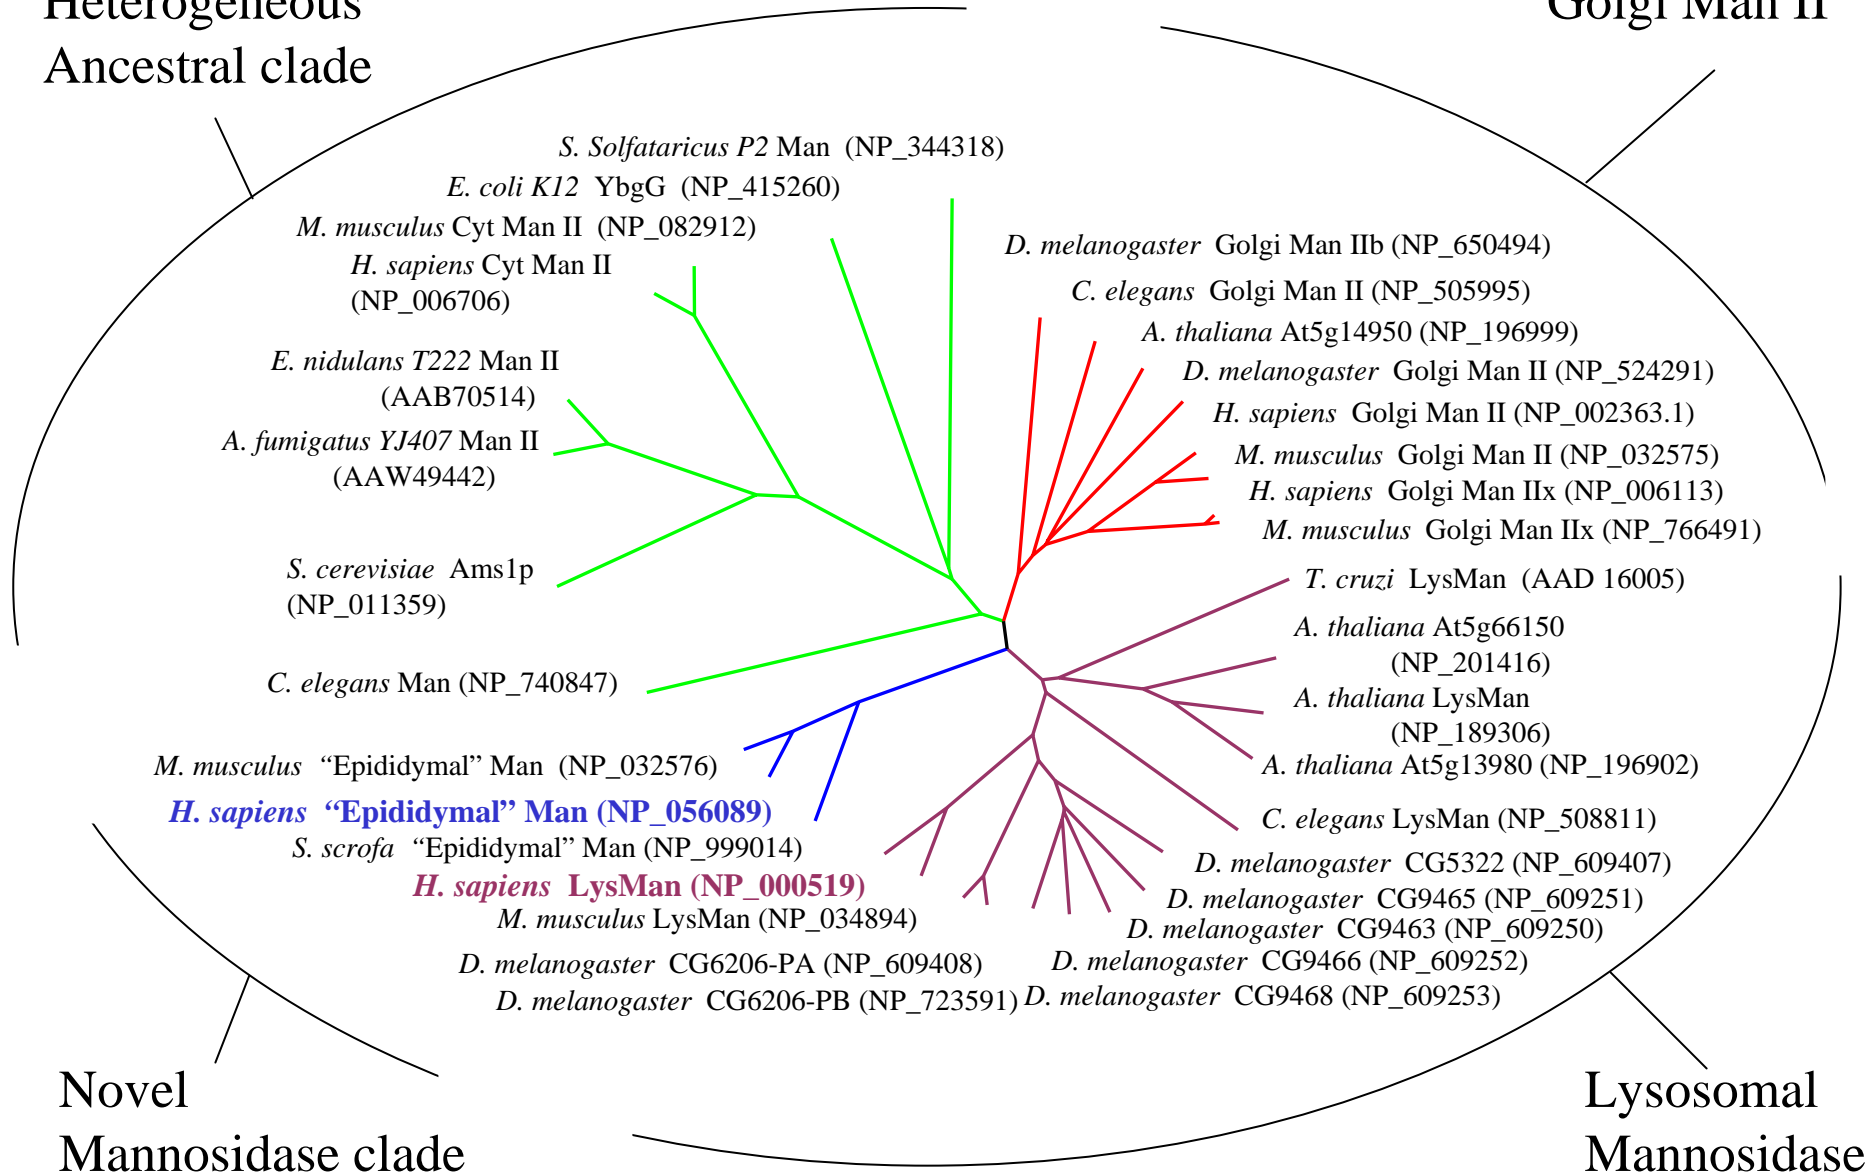 Heterogeneous
Ancestral clade
Golgi Man II
S. Solfataricus P2 Man (NP_344318)
E. coli K12 YbgG (NP_415260)
M. musculus Cyt Man II (NP_082912)
H. sapiens Cyt Man II
(NP_006706)
E. nidulans T222 Man II
(AAB70514)
A. fumigatus YJ407 Man II
(AAW49442)
S. cerevisiae Ams1p
(NP_011359)
C. elegans Man (NP_740847)
D. melanogaster Golgi Man IIb (NP_650494)
C. elegans Golgi Man II (NP_505995)
A. thaliana At5g14950 (NP_196999)
D. melanogaster Golgi Man II (NP_524291)
H. sapiens Golgi Man II (NP_002363.1)
M. musculus Golgi Man II (NP_032575)
H. sapiens Golgi Man IIx (NP_006113)
M. musculus Golgi Man IIx (NP_766491)
T. cruzi LysMan (AAD 16005)
A. thaliana At5g66150
(NP_201416)
A. thaliana LysMan
(NP_189306)
A. thaliana At5g13980 (NP_196902)
C. elegans LysMan (NP_508811)
D. melanogaster CG5322 (NP_609407)
D. melanogaster CG9465 (NP_609251)
D. melanogaster CG9463 (NP_609250)
D. melanogaster CG9466 (NP_609252)
D. melanogaster CG9468 (NP_609253)
M. musculus “Epididymal” Man (NP_032576)
H. sapiens “Epididymal” Man (NP_056089)
S. scrofa “Epididymal” Man (NP_999014)
H. sapiens LysMan (NP_000519)
M. musculus LysMan (NP_034894)
D. melanogaster CG6206-PA (NP_609408)
D. melanogaster CG6206-PB (NP_723591)
Novel
Mannosidase clade
Lysosomal
Mannosidase